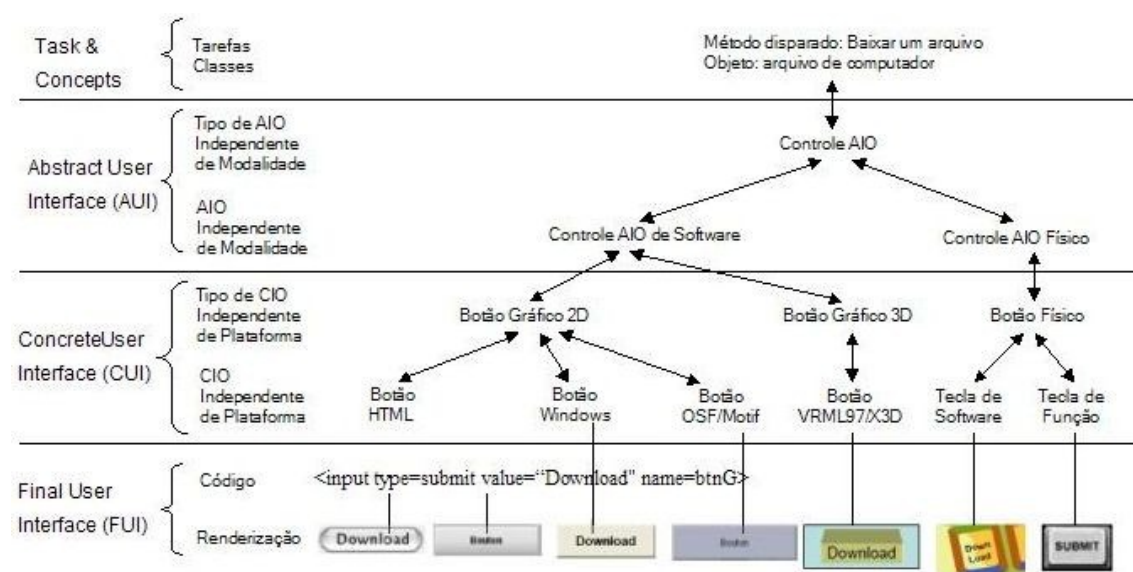 Task &
Concepts
Tarefas
Classes
Método disparado: Baixar um arquivo
Objeto: arquivo de computador
Abstract User
Interface (AUI)
Tipo de AIO
Independente
de Modalidade
AIO
Independente
de Modalidade
Controle AIO
Controle AIO de Software
Controle AIO Físico
ConcreteUser
Interface (CUI)
Tipo de CIO
Independente
de Plataforma
CIO
Independente
de Plataforma
Botão Gráfico 2D
Botão Gráfico 3D
Botão Físico
Botão
HTML
Botão
Windows
Botão
OSF/Motif
Botão
VRML97/X3D
Tecla de
Software
Tecla de
Função
Final User
Interface (FUI)
Código
<input type=submit value=“Download" name=btnG>
Renderização
Download
Bouton
Download
Bouton
Download
Down
Load
SUBMIT